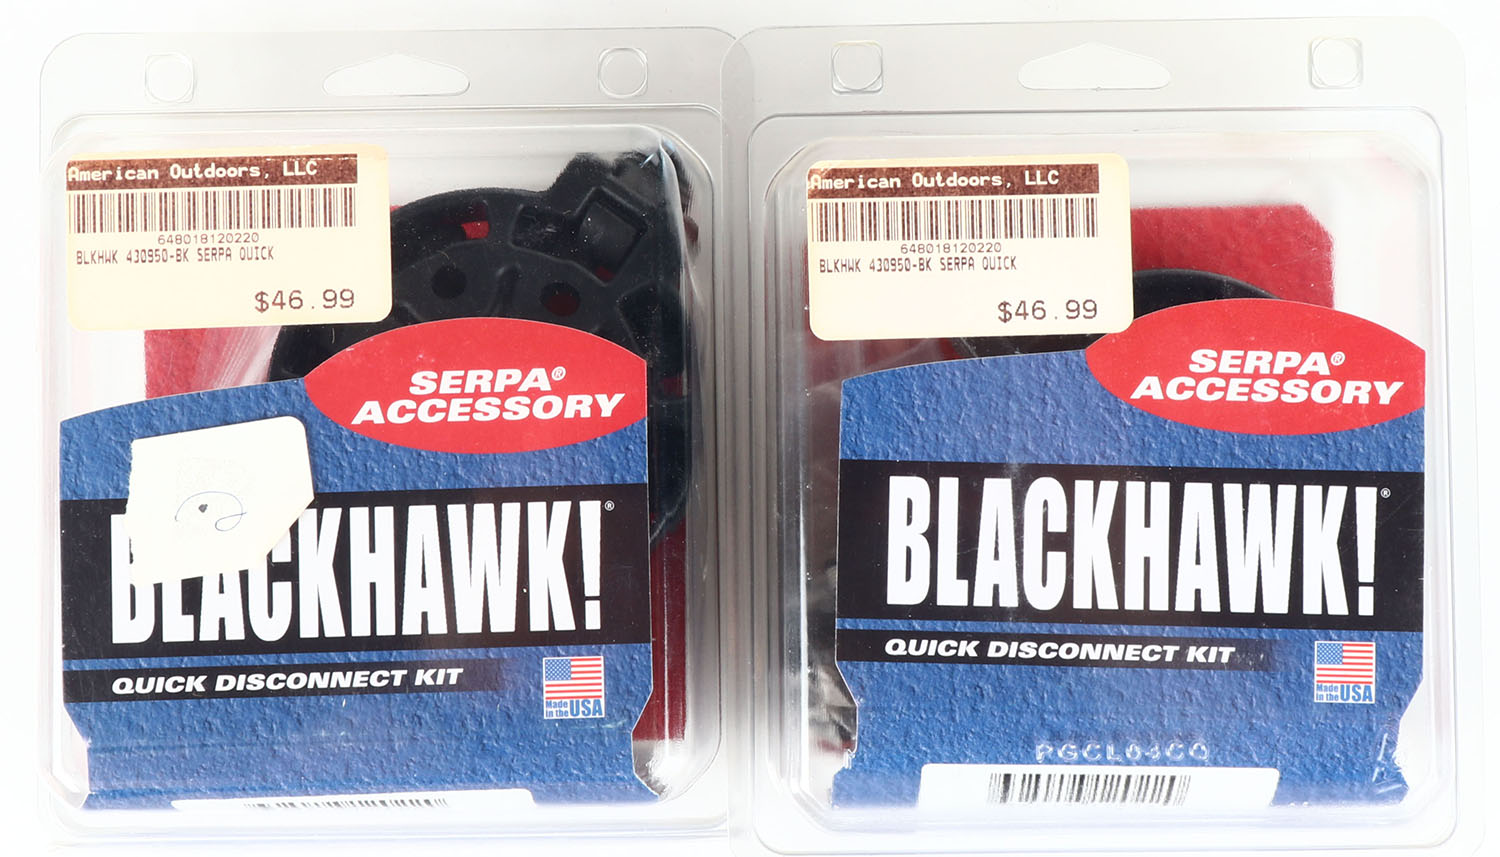 American Outdoors, LLC
648018120220
BLKHWK 430950-BK SERPA QUICK
$46.99
SERPA®
ACCESSORY
BLACKHAWK!®
QUICK DISCONNECT KIT
Made
in the USA
American Outdoors, LLC
648018120220
BLKHWK 430950-BK SERPA QUICK
$46.99
SERPA®
ACCESSORY
BLACKHAWK!®
QUICK DISCONNECT KIT
Made
in the USA